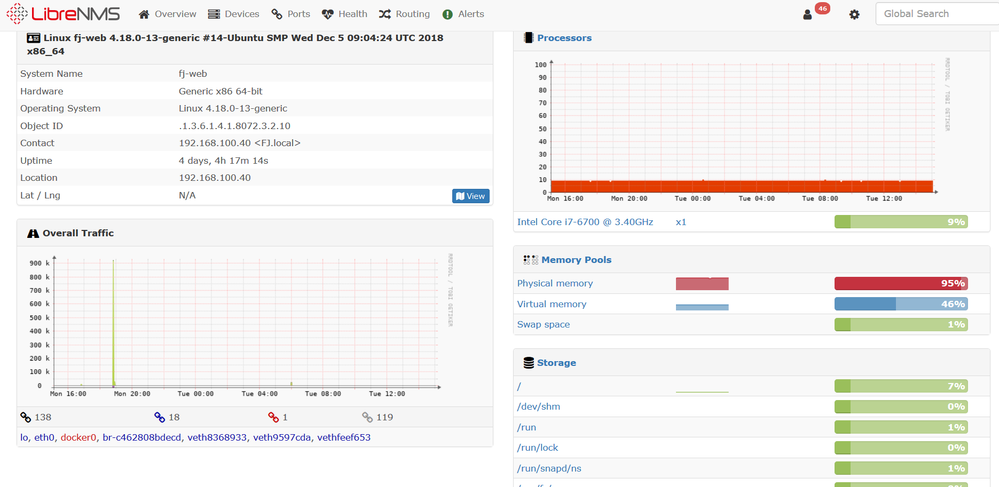 LibreNMS Overview Devices Ports Health Routing Alerts 46 Global Search
Linux fj-web 4.18.0-13-generic #14-Ubuntu SMP Wed Dec 5 09:04:24 UTC 2018
x86_64
System Name fj-web
Hardware Generic x86 64-bit
Operating System Linux 4.18.0-13-generic
Object ID .1.3.6.1.4.1.8072.3.2.10
Contact 192.168.100.40 <FJ.local>
Uptime 4 days, 4h 17m 14s
Location 192.168.100.40
Lat / Lng N/A View
Overall Traffic
900 k
800 k
700 k
600 k
500 k
400 k
300 k
200 k
100 k
0
Mon 16:00 Mon 20:00 Tue 00:00 Tue 04:00 Tue 08:00 Tue 12:00
RRDTOOL / TOBI OETIKER
138 18 1 119
lo, eth0, docker0, br-c462808bdecd, veth8368933, veth9597cda, vethfeef653
Processors
100
90
80
70
60
50
40
30
20
10
0
Mon 16:00 Mon 20:00 Tue 00:00 Tue 04:00 Tue 08:00 Tue 12:00
RRDTOOL / TOBI OETIKER
Intel Core i7-6700 @ 3.40GHz x1 9%
Memory Pools
Physical memory 95%
Virtual memory 46%
Swap space 1%
Storage
/ 7%
/dev/shm 0%
/run 1%
/run/lock 0%
/run/snapd/ns 1%